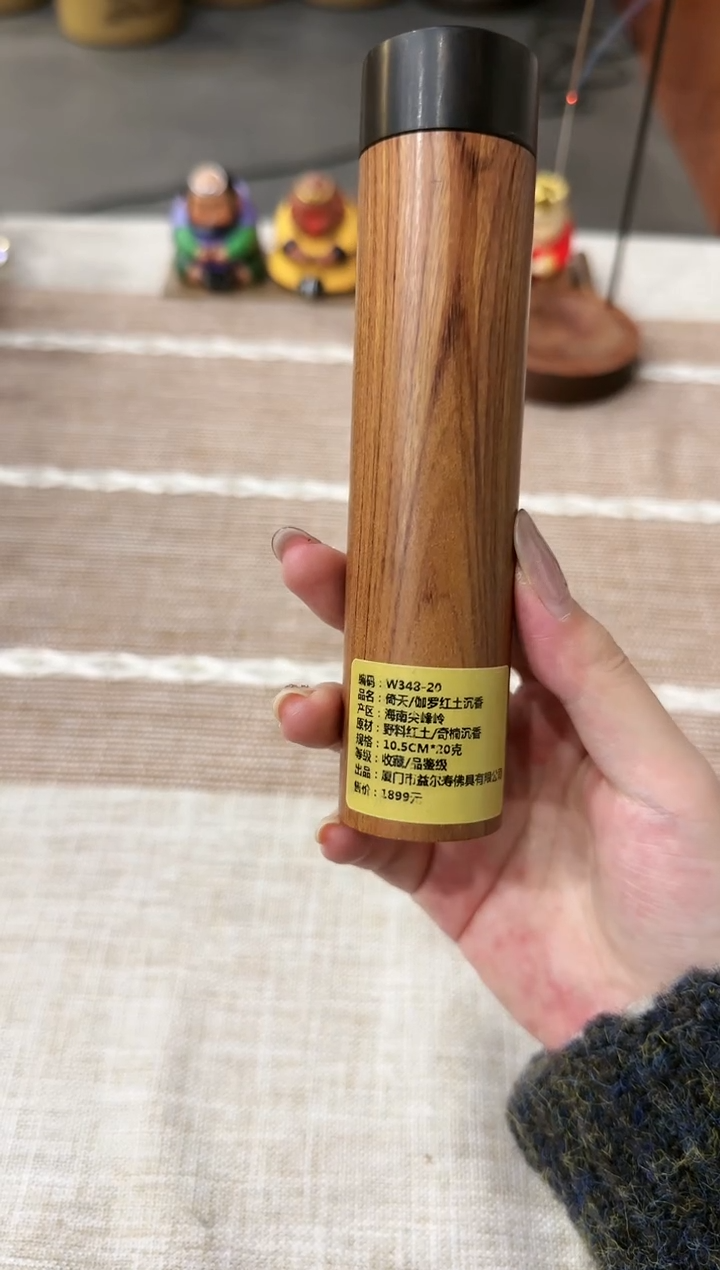 编码：W348-20
品名：倚天/伽罗红土沉香
产区：海南尖峰岭
原材：野料红土/奇楠沉香
规格：10.5CM*20克
等级：收藏/品鉴级
出品：厦门市益尔寿佛具有限公
售价：1899元